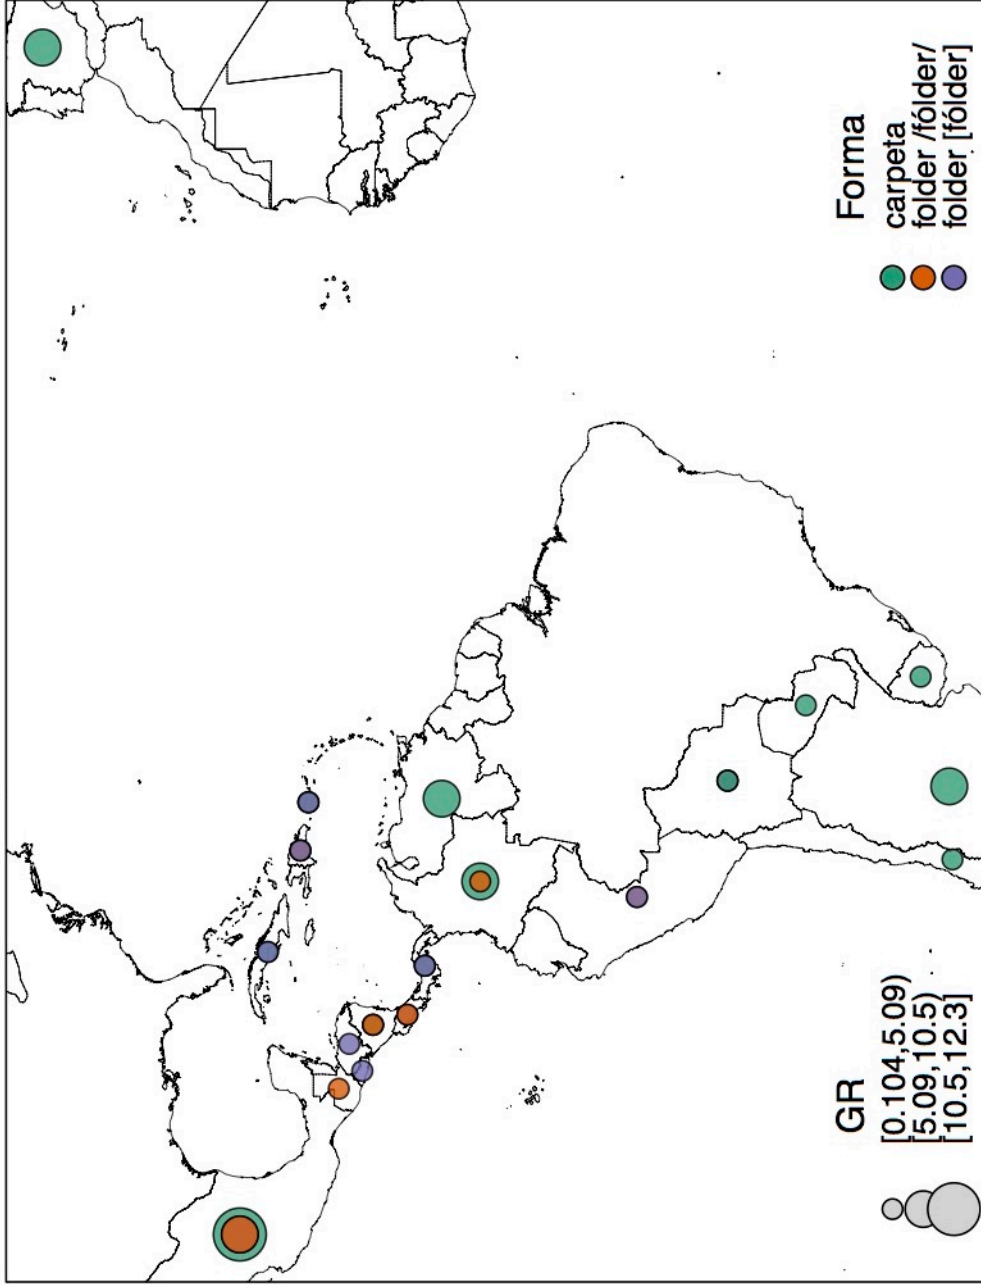 GR
[0.104,5.09)
[5.09,10.5)
[10.5,12.3]
Forma
carpeta
folder /fólder/
folder [fólder]